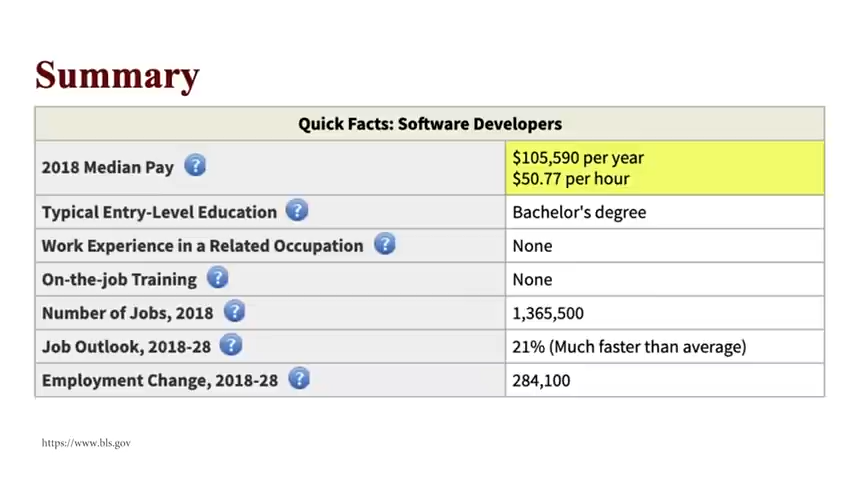 Summary
Quick Facts: Software Developers
2018 Median Pay ?
$105,590 per year
$50.77 per hour
Typical Entry-Level Education ?
Bachelor's degree
Work Experience in a Related Occupation ?
None
On-the-job Training ?
None
Number of Jobs, 2018 ?
1,365,500
Job Outlook, 2018-28 ?
21% (Much faster than average)
Employment Change, 2018-28 ?
284,100
https://www.bls.gov